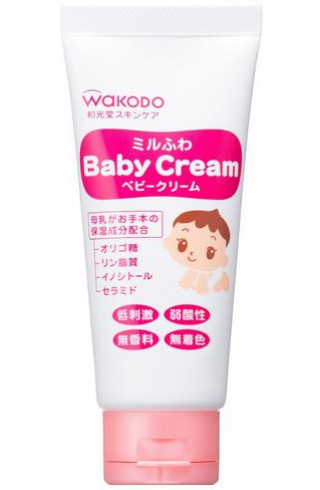 wakodo
和光堂スキンケア
ミルふわ
Baby Cream
ベビークリーム
母乳がお手本の
保湿成分配合
オリゴ糖
リン脂質
イノシトール
セラミド
低刺激 弱酸性
無香料 無着色